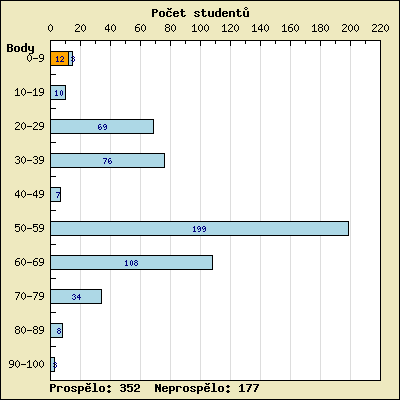 Počet studentů
0 20 40 60 80 100 120 140 160 180 200 220
Body
0-9 12 3
10-19 10
20-29 69
30-39 76
40-49 7
50-59 199
60-69 108
70-79 34
80-89 8
90-100 3
Prospělo: 352 Neprospělo: 177